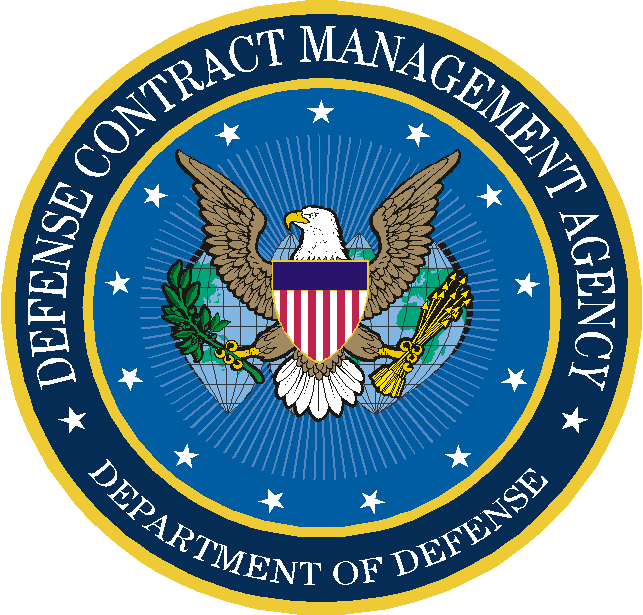 DEFENSE CONTRACT MANAGEMENT AGENCY
DEPARTMENT OF DEFENSE